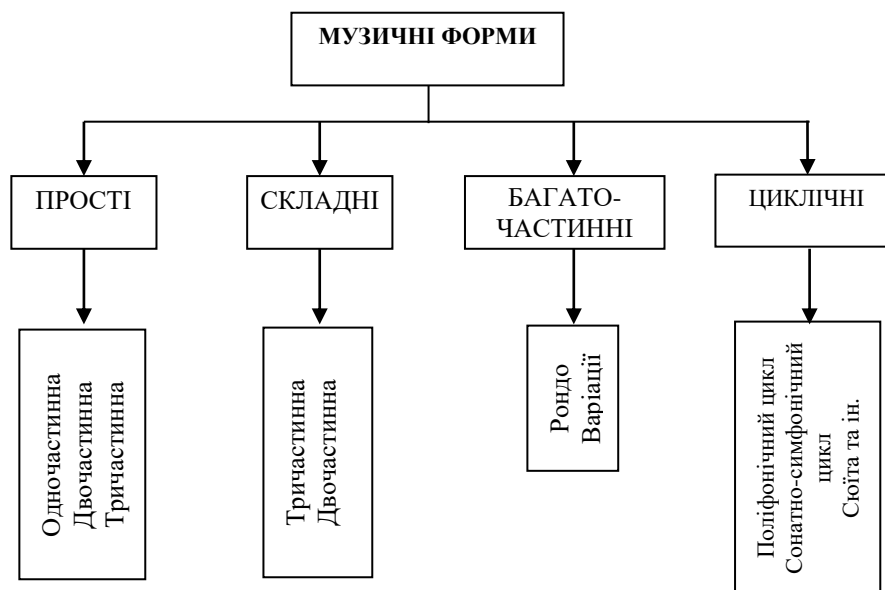 МУЗИЧНІ ФОРМИ
ПРОСТІ
СКЛАДНІ
БАГАТО-
ЧАСТИННІ
ЦИКЛІЧНІ
Одночастинна
Двочастинна
Тричастинна
Тричастинна
Двочастинна
Рондо
Варіації
Поліфонічний цикл
Сонатно-симфонічний
цикл
Сюїта та ін.